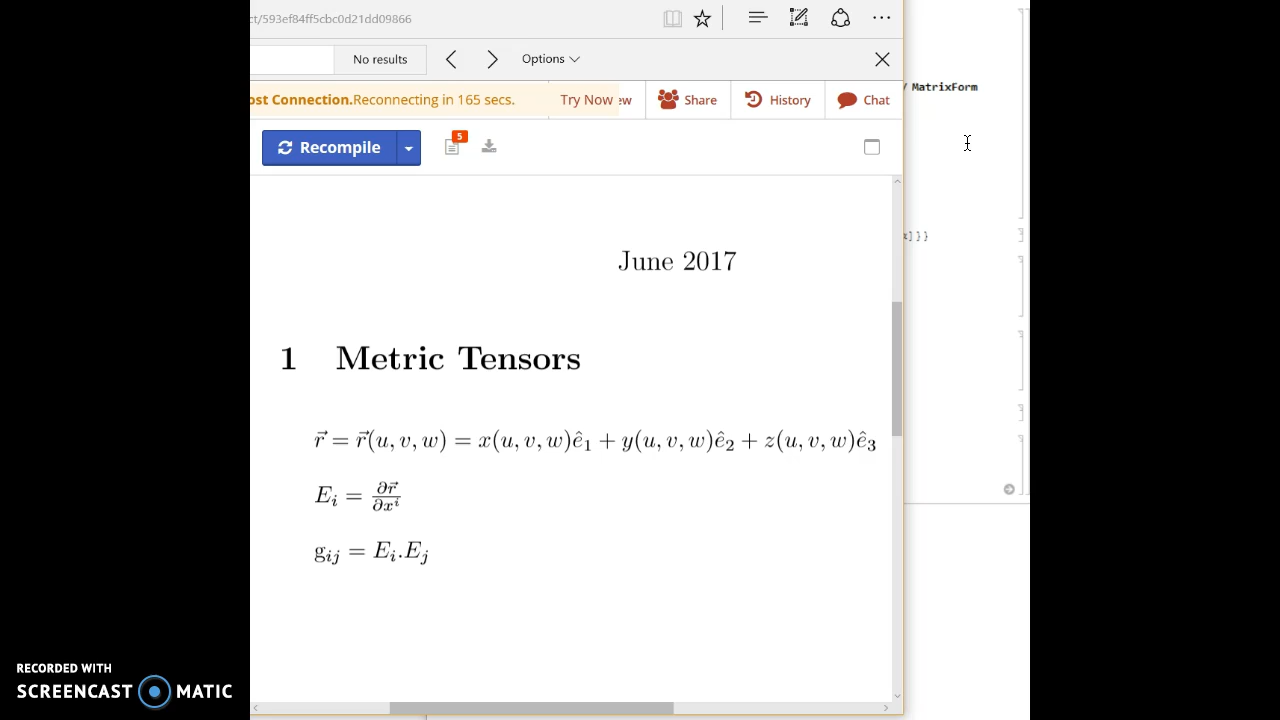 ct/593ef84ff5cbc0d21dd09866
No results
Options
ost Connection.Reconnecting in 165 secs. Try Now ew Share History Chat
/ MatrixForm
Recompile 5
]}}
June 2017
1 Metric Tensors
r⃗ = r⃗(u, v, w) = x(u, v, w)ê₁ + y(u, v, w)ê₂ + z(u, v, w)ê₃
Eᵢ = ∂r⃗/∂xⁱ
gᵢⱼ = Eᵢ.Eⱼ
RECORDED WITH
SCREENCAST MATIC